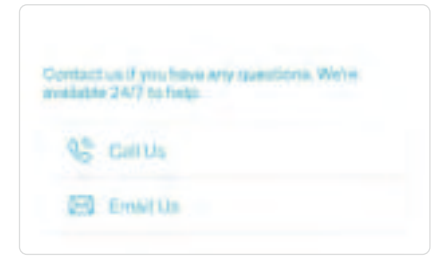 Contact us if you have any questions. We're
available 24/7 to help.
Call Us
Email Us